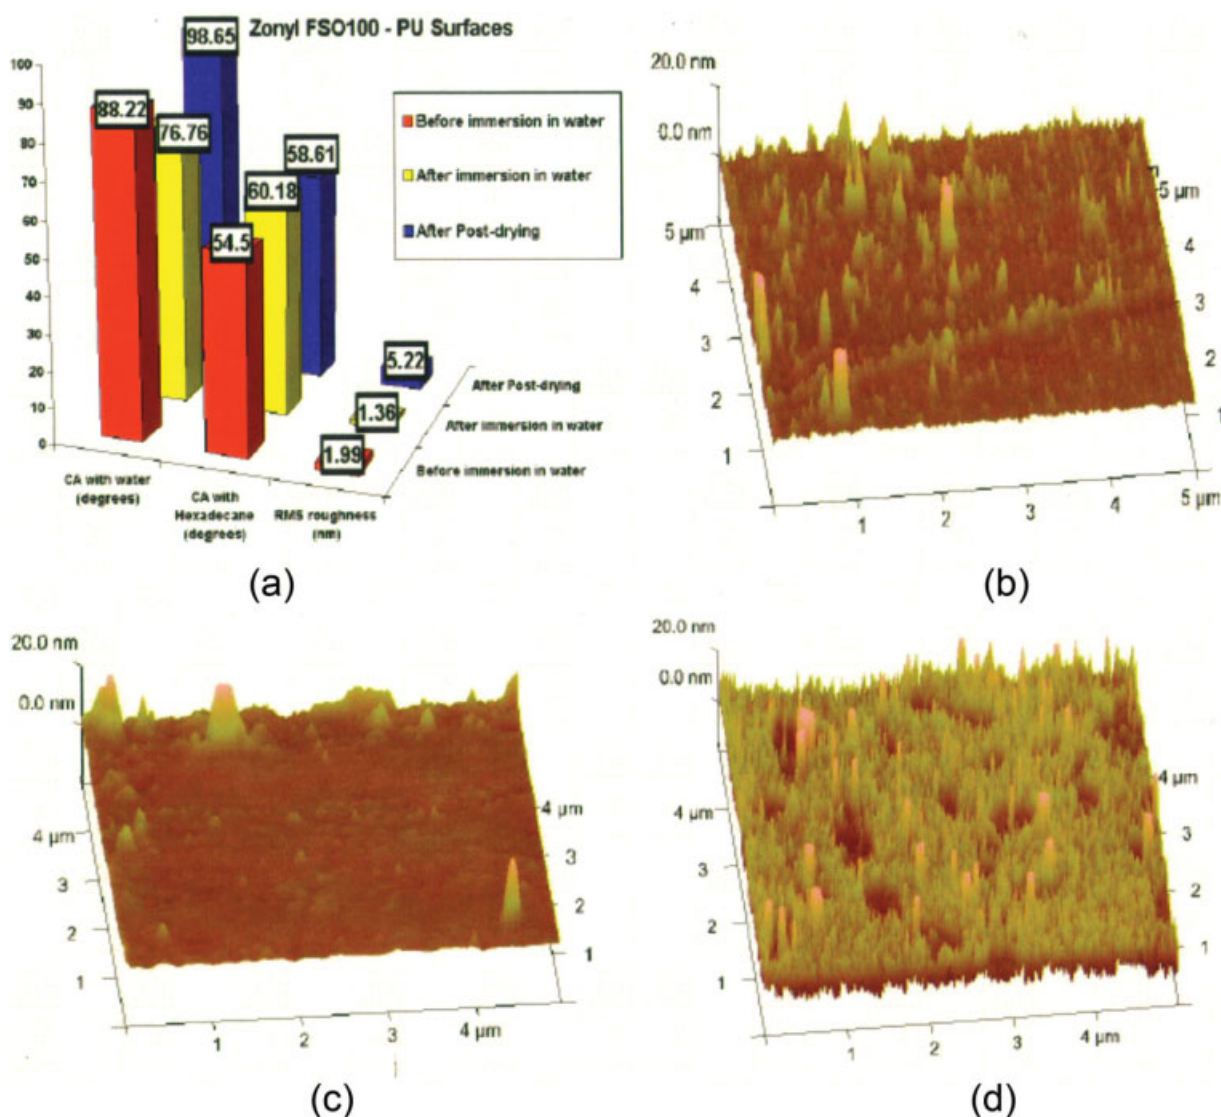 Zonyl FSO100 - PU Surfaces
100
90
80
70
60
50
40
30
20
10
0
88.22
76.76
98.65
54.5
60.18
58.61
1.99
1.36
5.22
Before immersion in water
After immersion in water
After Post-drying
After Post-drying
After immersion in water
Before immersion in water
CA with water
(degrees)
CA with
Hexadecane
(degrees)
RMS roughness
(nm)
(a)
20.0 nm
0.0 nm
5 µm
4
3
2
1
5 µm
4
3
2
1
1
2
3
4
5 µm
(b)
20.0 nm
0.0 nm
4 µm
3
2
1
4 µm
3
2
1
1
2
3
4 µm
(c)
20.0 nm
0.0 nm
4 µm
3
2
1
4 µm
3
2
1
1
2
3
4 µm
(d)